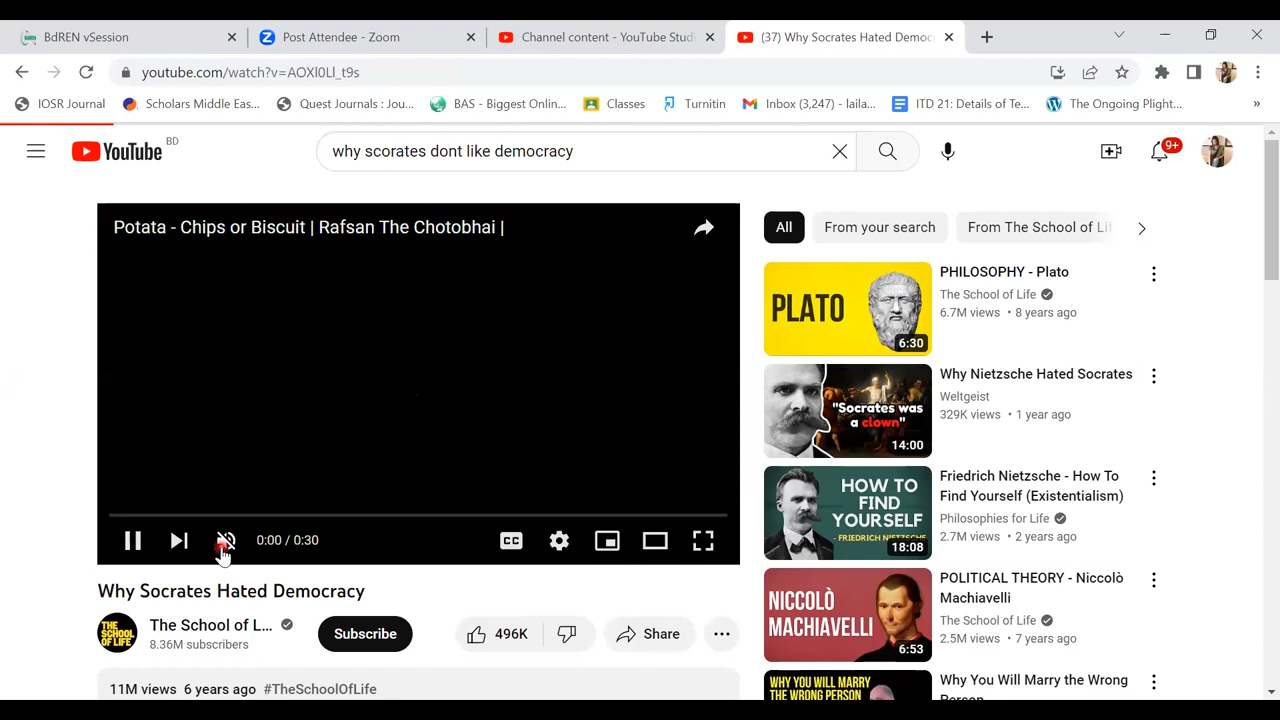 BdREN vSession
Post Attendee - Zoom
Channel content - YouTube Studi
(37) Why Socrates Hated Democ
youtube.com/watch?v=AOXl0Ll_t9s
IOSR Journal
Scholars Middle Eas...
Quest Journals : Jou...
BAS - Biggest Onlin...
Classes
Turnitin
Inbox (3,247) - laila...
ITD 21: Details of Te...
The Ongoing Plight...
»
YouTube BD
why scorates dont like democracy
9+
Potata - Chips or Biscuit | Rafsan The Chotobhai |
0:00 / 0:30
CC
Why Socrates Hated Democracy
THE SCHOOL OF LIFE
The School of L...
8.36M subscribers
Subscribe
496K
Share
11M views 6 years ago #TheSchoolOfLife
All
From your search
From The School of Lif
PLATO
6:30
PHILOSOPHY - Plato
The School of Life
6.7M views • 8 years ago
"Socrates was
a clown"
14:00
Why Nietzsche Hated Socrates
Weltgeist
329K views • 1 year ago
HOW TO
FIND
YOURSELF
- FRIEDRICH NIETZSCHE
18:08
Friedrich Nietzsche - How To
Find Yourself (Existentialism)
Philosophies for Life
2.7M views • 2 years ago
NICCOLÒ
MACHIAVELLI
6:53
POLITICAL THEORY - Niccolò
Machiavelli
The School of Life
2.5M views • 7 years ago
WHY YOU WILL MARRY
THE WRONG
PERSON
Why You Will Marry the Wrong
Person